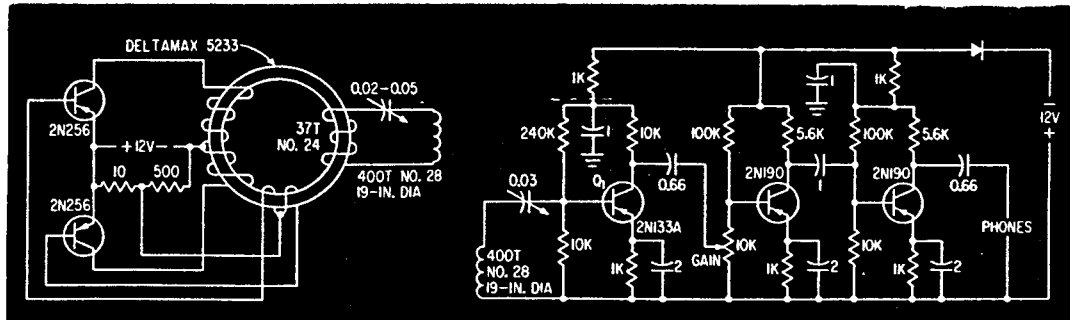 DELTAMAX 5233
2N256
+12V-
10
500
2N256
37T
NO. 24
0.02-0.05
400T NO. 28
19-IN. DIA
1K
240K
1
10K
0.66
Q1
2N133A
0.03
10K
1K
2
400T
NO. 28
19-IN. DIA
100K
5.6K
2N190
1
GAIN
10K
1K
2
1
1K
100K
5.6K
2N190
0.66
10K
1K
2
PHONES
-
12V
+